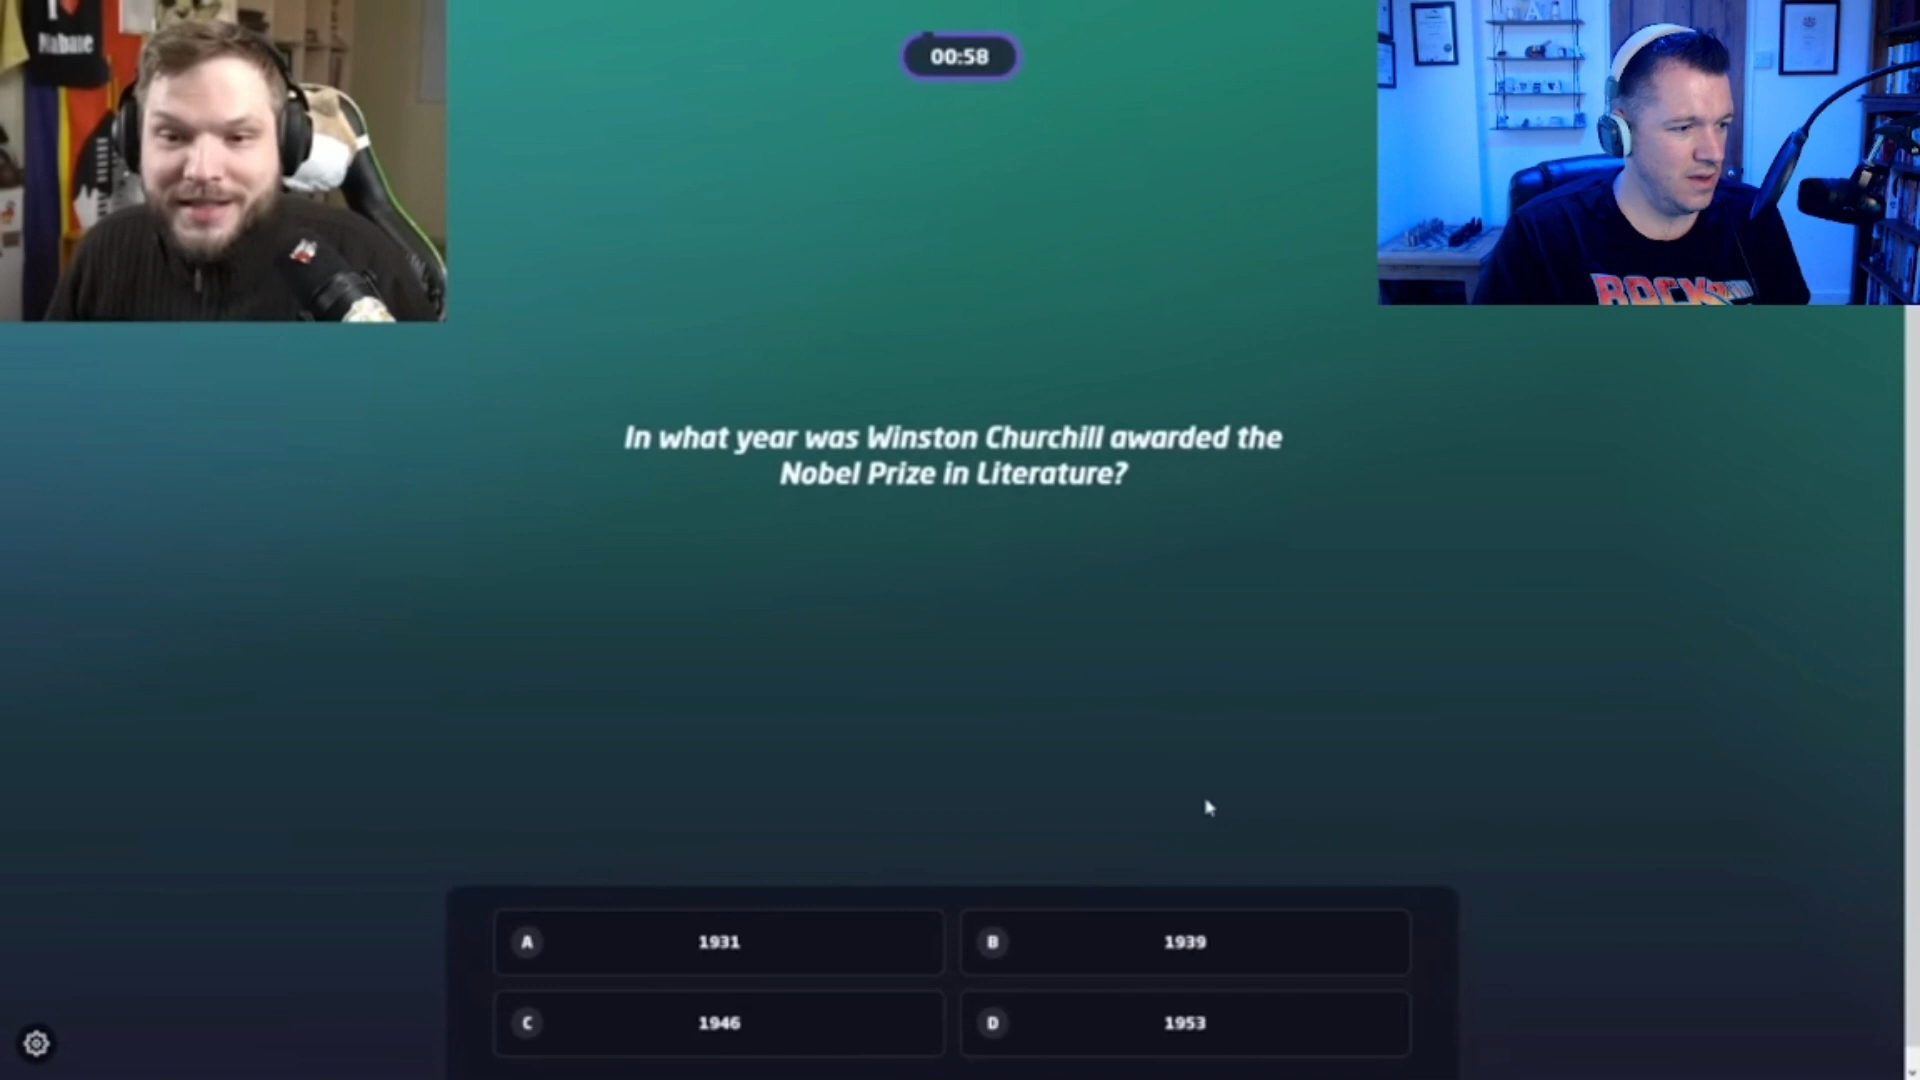 00:58
In what year was Winston Churchill awarded the
Nobel Prize in Literature?
A 1931
B 1939
C 1946
D 1953